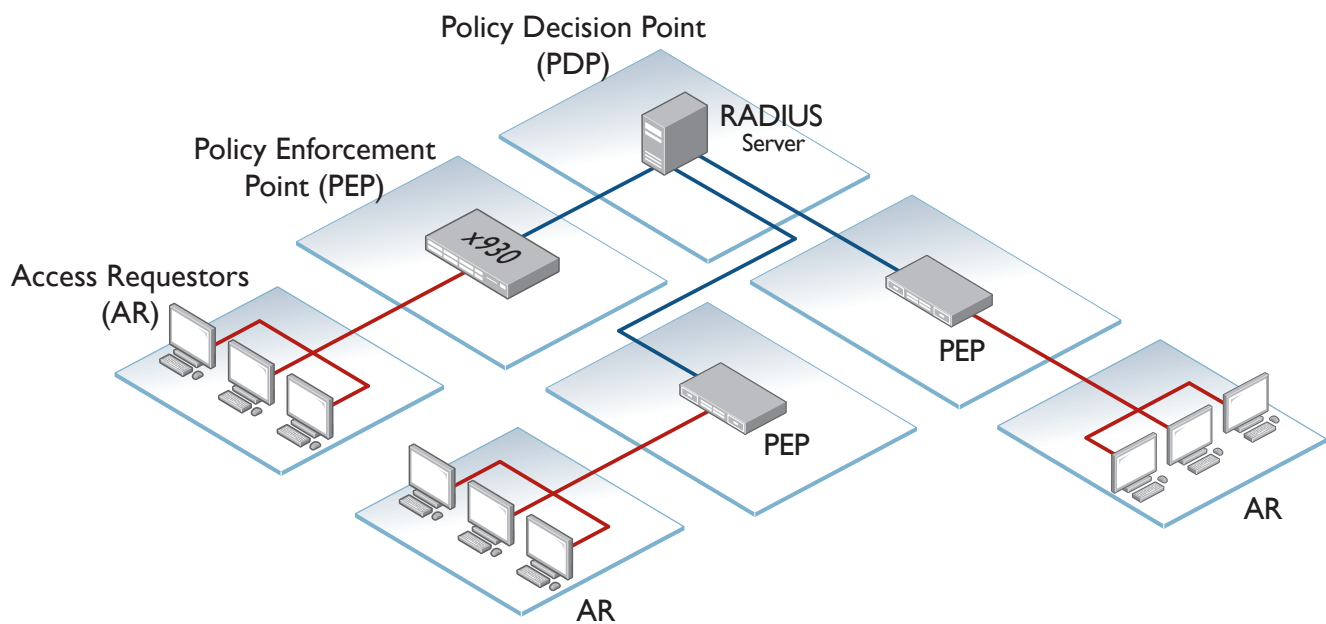 Policy Decision Point
(PDP)
RADIUS
Server
Policy Enforcement
Point (PEP)
x930
Access Requestors
(AR)
PEP
PEP
AR
AR